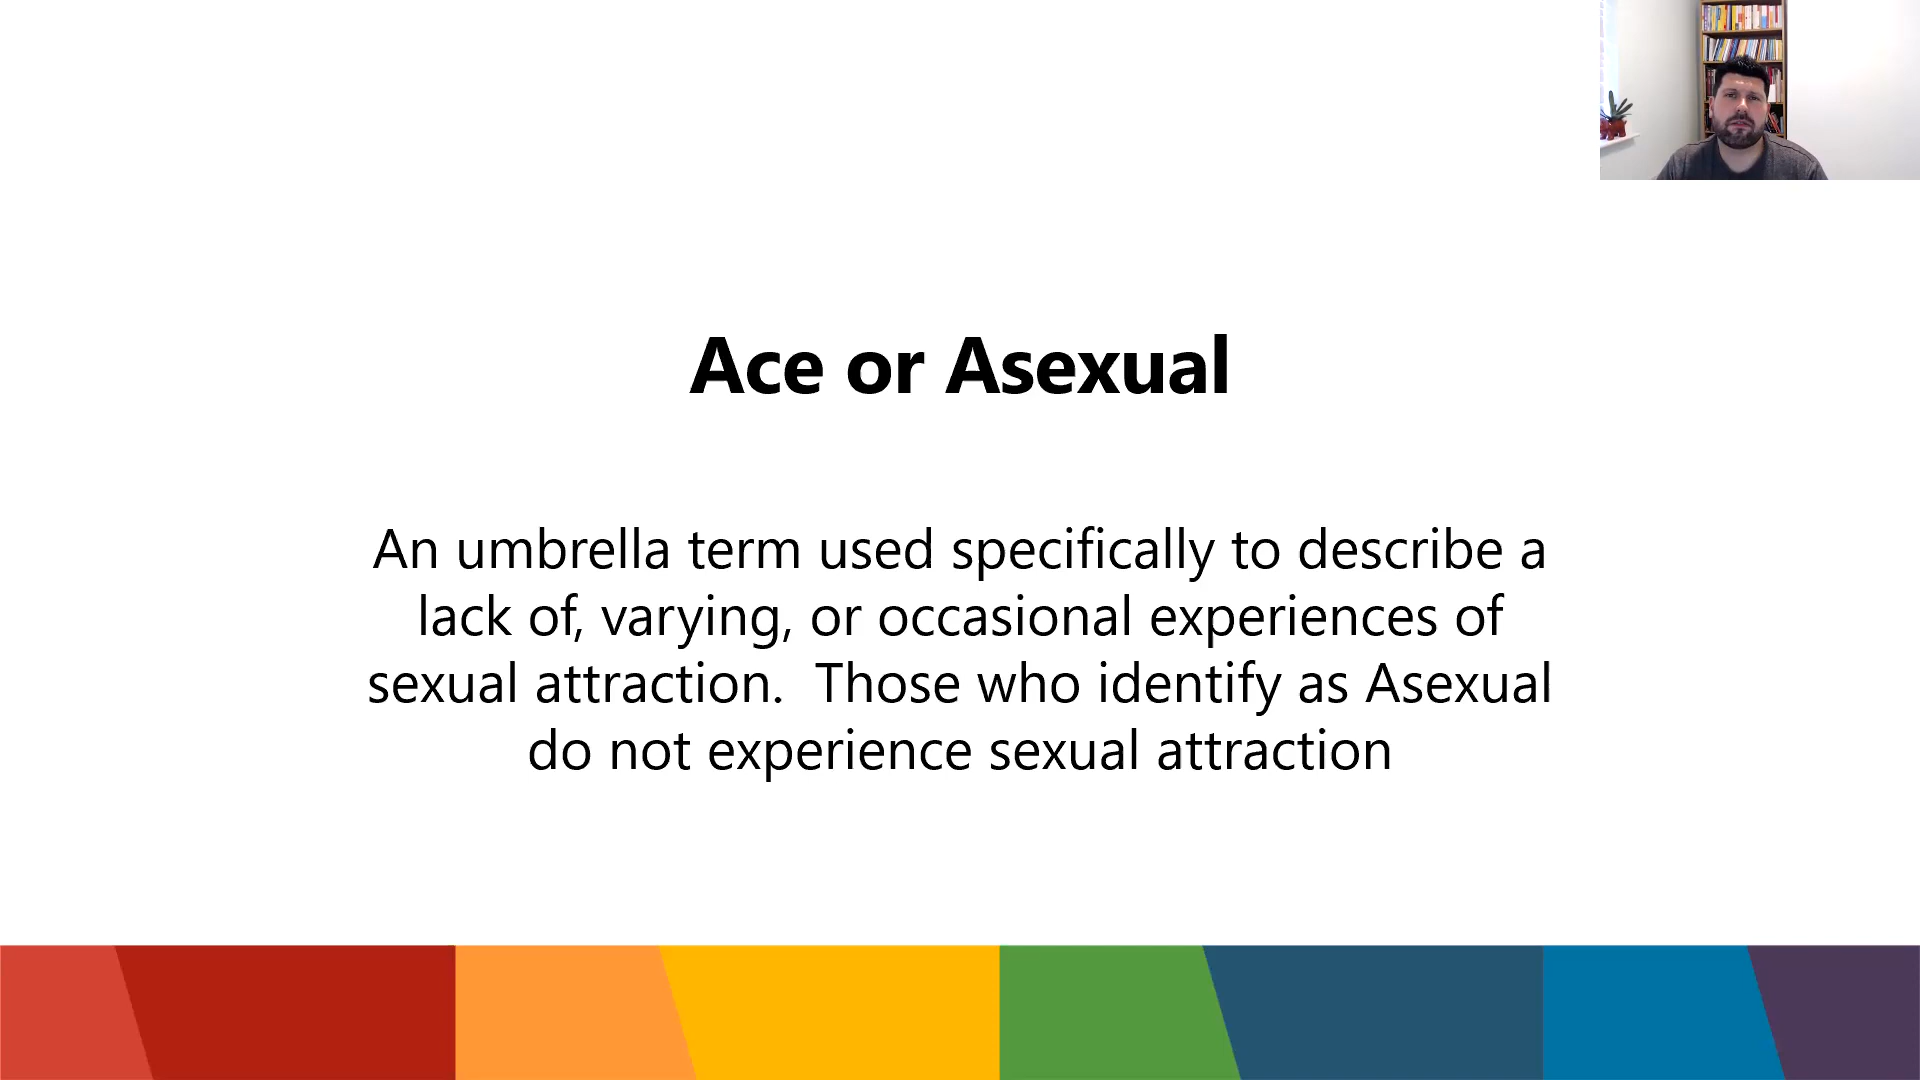 Ace or Asexual
An umbrella term used specifically to describe a
lack of, varying, or occasional experiences of
sexual attraction.  Those who identify as Asexual
do not experience sexual attraction